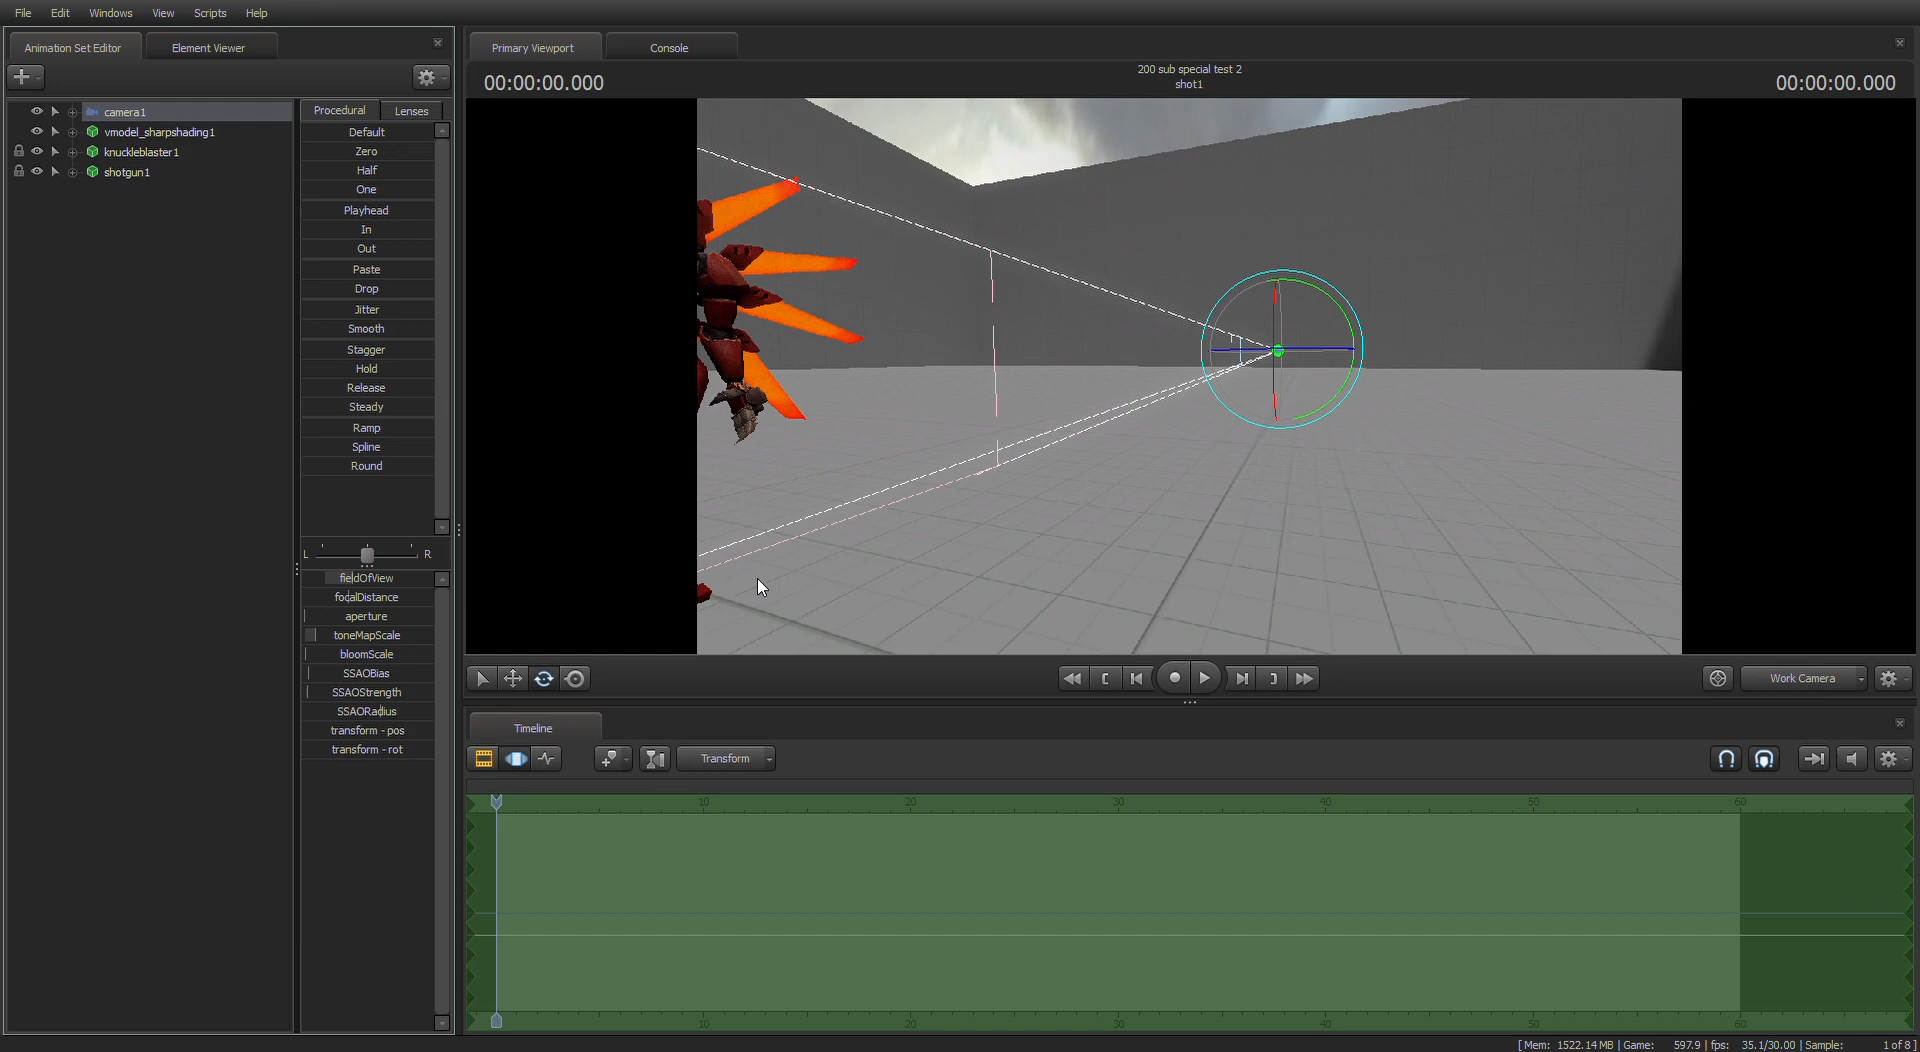 File Edit Windows View Scripts Help
Animation Set Editor Element Viewer
Primary Viewport Console
00:00:00.000
200 sub special test 2
shot1
00:00:00.000
camera1
vmodel_sharpshading1
knuckleblaster1
shotgun1
Procedural Lenses
Default
Zero
Half
One
Playhead
In
Out
Paste
Drop
Jitter
Smooth
Stagger
Hold
Release
Steady
Ramp
Spline
Round
L R
fieldOfView
focalDistance
aperture
toneMapScale
bloomScale
SSAOBias
SSAOStrength
SSAORadius
transform - pos
transform - rot
Work Camera
Timeline
Transform
10 20 30 40 50 60
10 20 30 40 50 60
[ Mem: 1522.14 MB | Game: 597.9 | fps: 35.1/30.00 | Sample: 1 of 8 ]